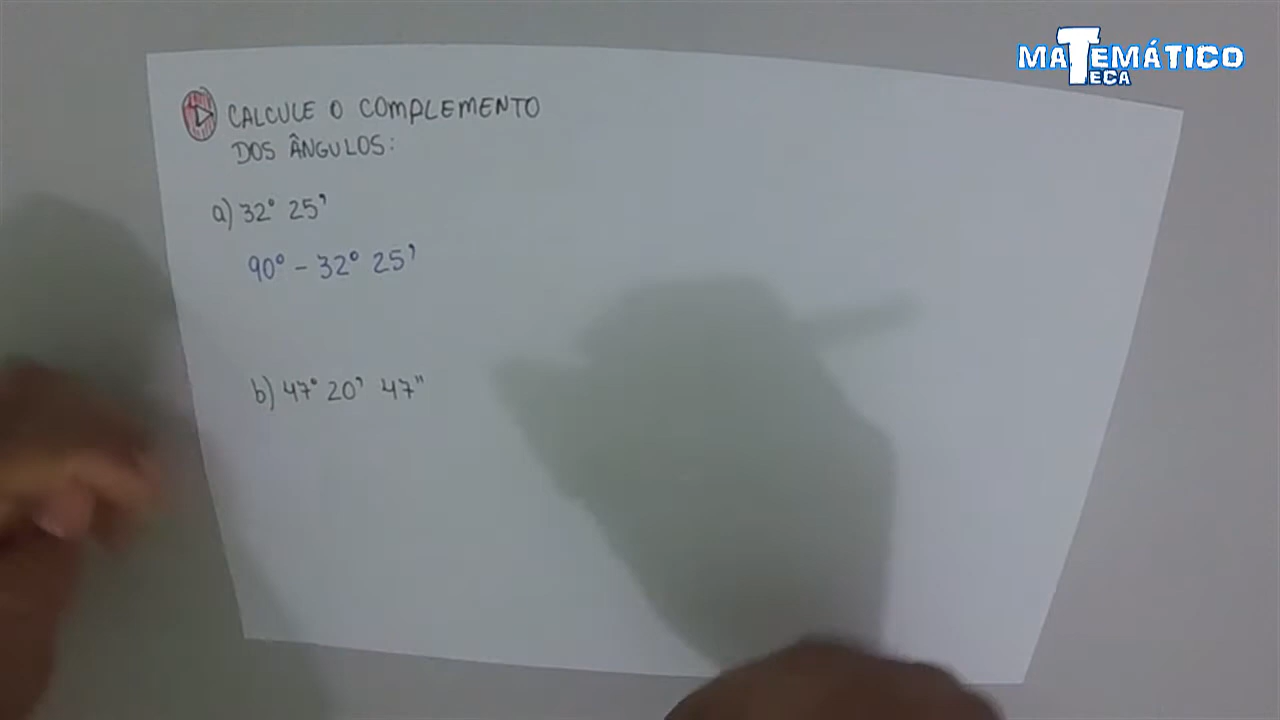 MATEMÁTICO
TECA
CALCULE O COMPLEMENTO
DOS ÂNGULOS:
a) 32° 25'
90° - 32° 25'
b) 47° 20' 47"